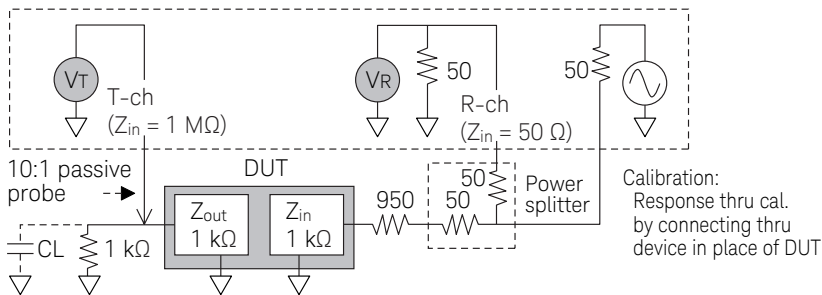 VT
T-ch
(Zin = 1 MΩ)
VR
50
R-ch
(Zin = 50 Ω)
50
10:1 passive
probe
DUT
Zout
1 kΩ
Zin
1 kΩ
CL
1 kΩ
950
50
50
Power
splitter
Calibration:
Response thru cal.
by connecting thru
device in place of DUT